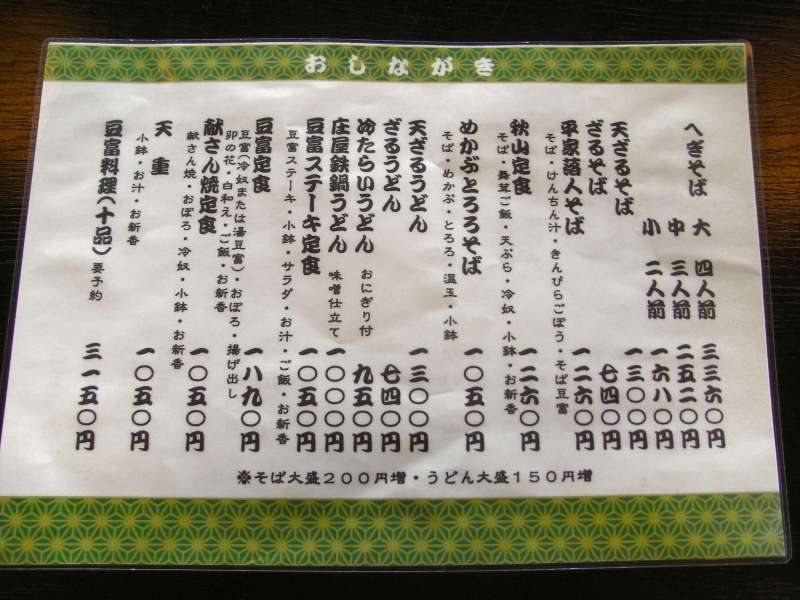 おしながき
へぎそば 大 四人前 三三六〇円
中 三人前 二五二〇円
小 二人前 一六八〇円
天ざるそば 一三〇〇円
ざるそば 七四〇円
平家落人そば 一二六〇円
そば・けんちん汁・きんぴらごぼう・そば豆富
秋山定食 一二六〇円
そば・舞茸ご飯・天ぷら・冷奴・小鉢・お新香
めかぶとろろそば 一〇五〇円
そば・めかぶ・とろろ・温玉・小鉢
天ざるうどん 一三〇〇円
ざるうどん 七四〇円
冷たらいうどん おにぎり付 九五〇円
庄屋鉄鍋うどん 味噌仕立て 一〇〇〇円
豆富ステーキ定食 一〇五〇円
豆富ステーキ・小鉢・サラダ・お汁・ご飯・お新香
豆富定食 一八九〇円
豆富(冷奴または湯豆富)・おぼろ・揚げ出し
卯の花・白和え・ご飯・お新香
献さん焼定食 一〇五〇円
献さん焼・おぼろ・冷奴・小鉢・お新香
天重 一〇五〇円
小鉢・お汁・お新香
豆富料理(十品) 要予約 三一五〇円
※そば大盛200円増・うどん大盛150円増